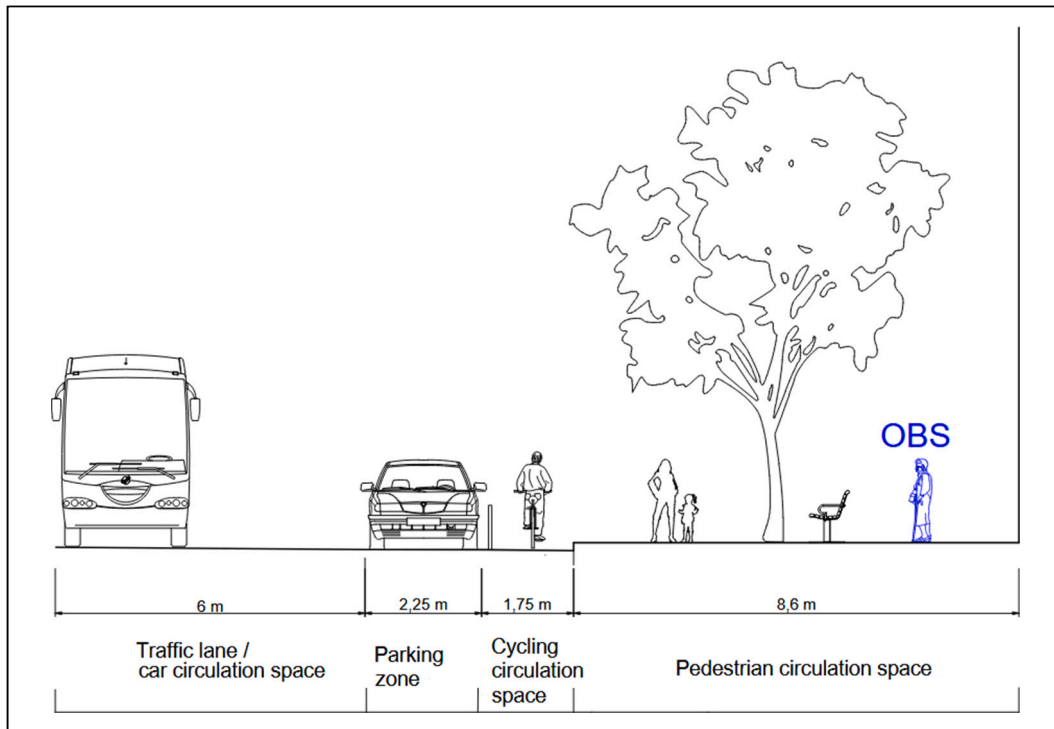 OBS
6 m
2,25 m
1,75 m
8,6 m
Traffic lane /
car circulation space
Parking
zone
Cycling
circulation
space
Pedestrian circulation space